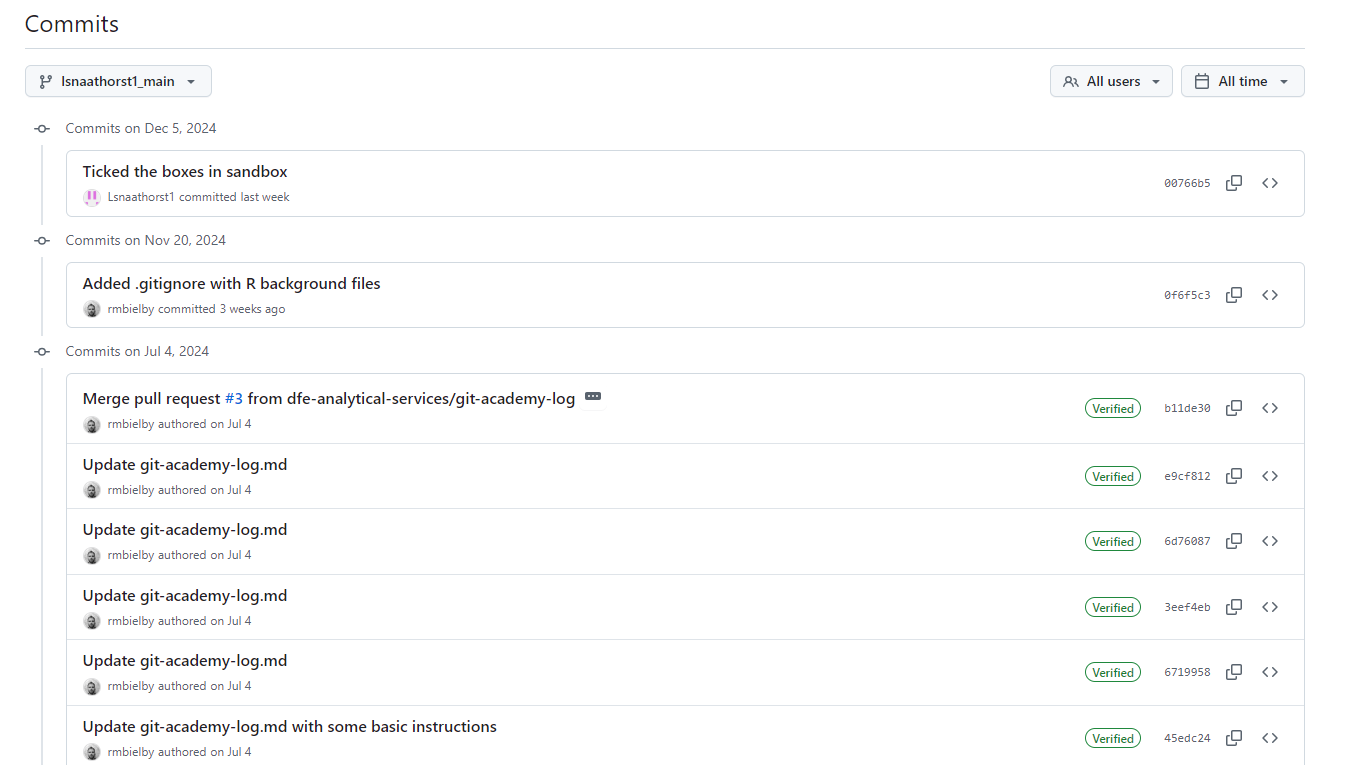 Commits
lsnaathorst1_main
All users
All time
Commits on Dec 5, 2024
Ticked the boxes in sandbox
Lsnaathorst1 committed last week
00766b5
Commits on Nov 20, 2024
Added .gitignore with R background files
rmbielby committed 3 weeks ago
0f6f5c3
Commits on Jul 4, 2024
Merge pull request #3 from dfe-analytical-services/git-academy-log
rmbielby authored on Jul 4
Verified
b11de30
Update git-academy-log.md
rmbielby authored on Jul 4
Verified
e9cf812
Update git-academy-log.md
rmbielby authored on Jul 4
Verified
6d76087
Update git-academy-log.md
rmbielby authored on Jul 4
Verified
3eef4eb
Update git-academy-log.md
rmbielby authored on Jul 4
Verified
6719958
Update git-academy-log.md with some basic instructions
rmbielby authored on Jul 4
Verified
45edc24